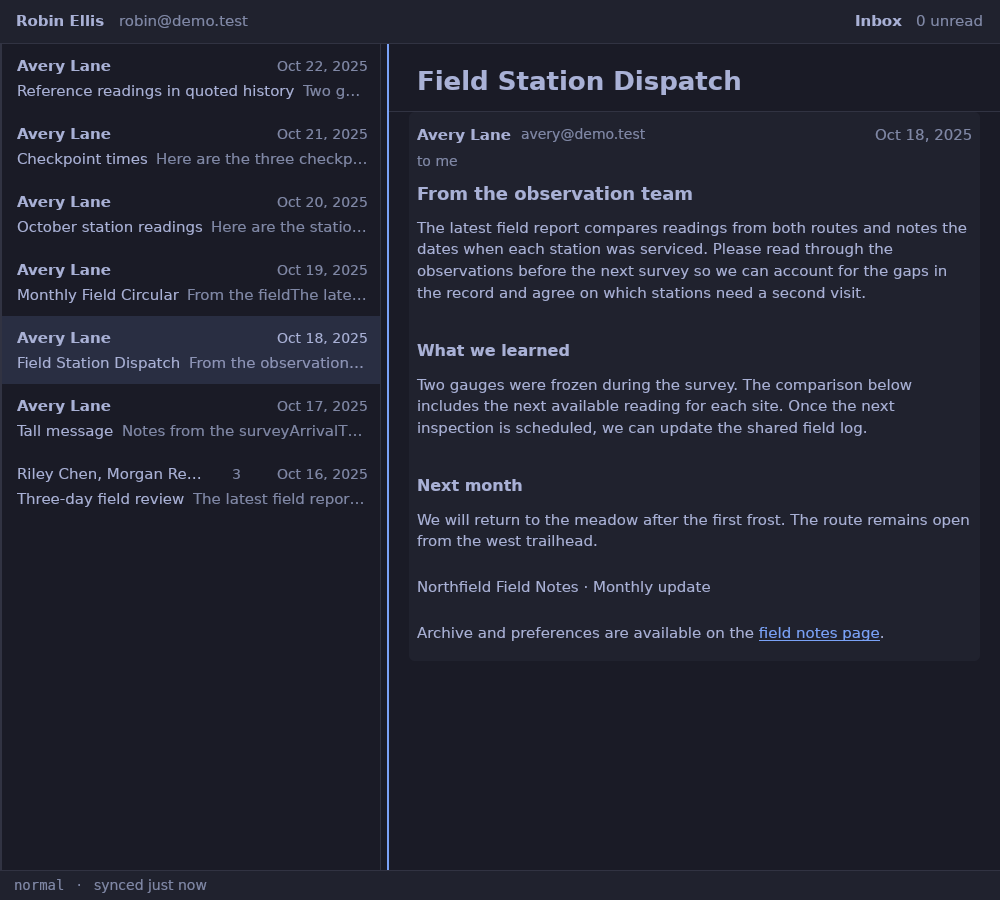 Robin Ellis robin@demo.test Inbox 0 unread
Avery Lane Oct 22, 2025
Reference readings in quoted history Two g…
Avery Lane Oct 21, 2025
Checkpoint times Here are the three checkp…
Avery Lane Oct 20, 2025
October station readings Here are the statio…
Avery Lane Oct 19, 2025
Monthly Field Circular From the fieldThe late…
Avery Lane Oct 18, 2025
Field Station Dispatch From the observation…
Avery Lane Oct 17, 2025
Tall message Notes from the surveyArrivalT…
Riley Chen, Morgan Re… 3 Oct 16, 2025
Three-day field review The latest field repor…
Field Station Dispatch
Avery Lane avery@demo.test Oct 18, 2025
to me
From the observation team
The latest field report compares readings from both routes and notes the
dates when each station was serviced. Please read through the
observations before the next survey so we can account for the gaps in
the record and agree on which stations need a second visit.
What we learned
Two gauges were frozen during the survey. The comparison below
includes the next available reading for each site. Once the next
inspection is scheduled, we can update the shared field log.
Next month
We will return to the meadow after the first frost. The route remains open
from the west trailhead.
Northfield Field Notes · Monthly update
Archive and preferences are available on the field notes page.
normal · synced just now